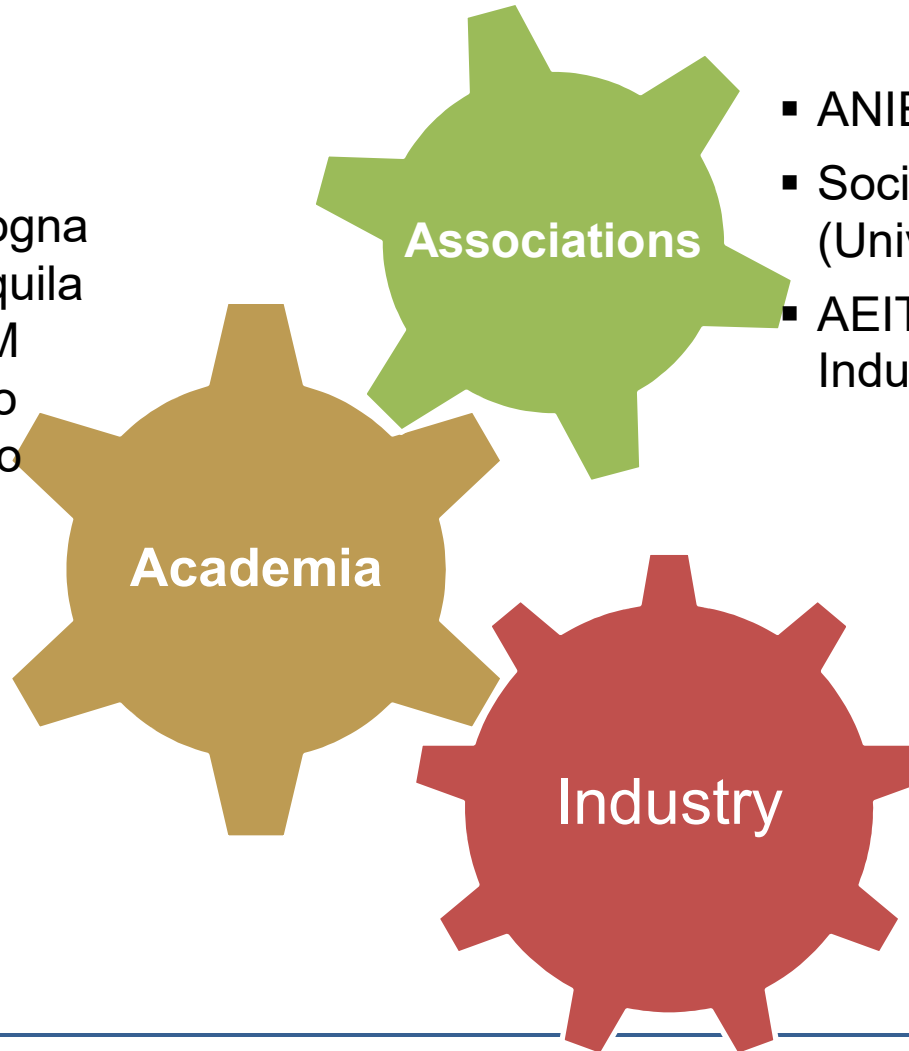 ogna
quila
M
o
o
Associations
▪ ANIE
▪ Soci
(Univ
▪ AEIT
Indu
Academia
Industry